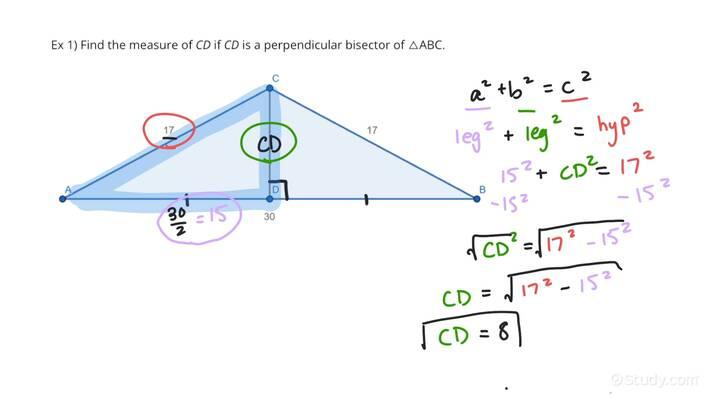 Ex 1) Find the measure of CD if CD is a perpendicular bisector of △ABC.
C
17
CD
17
A
D
B
30/2 = 15
30
a² + b² = c²
leg² + leg² = hyp²
15² + CD² = 17²
-15² -15²
√CD² = √17² - 15²
CD = √17² - 15²
CD = 8
©Study.com